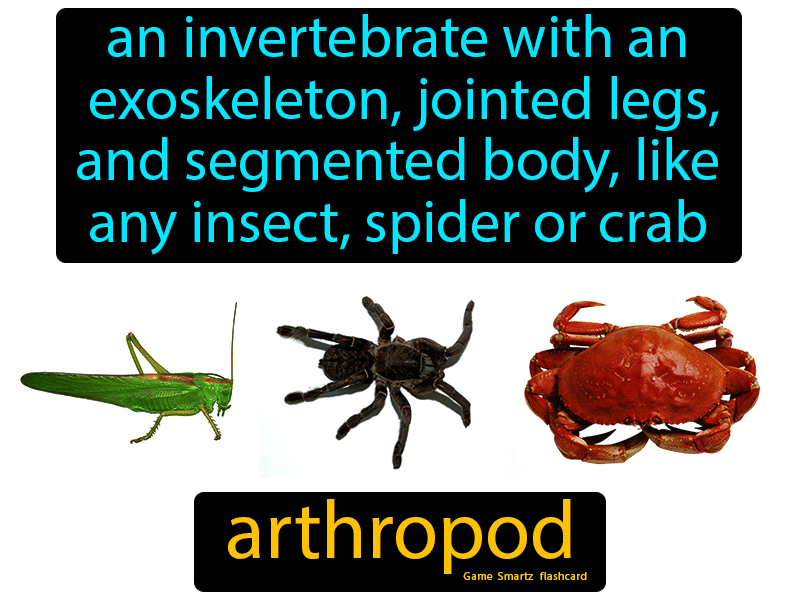 an invertebrate with an
exoskeleton, jointed legs,
and segmented body, like
any insect, spider or crab
arthropod
Game Smartz flashcard